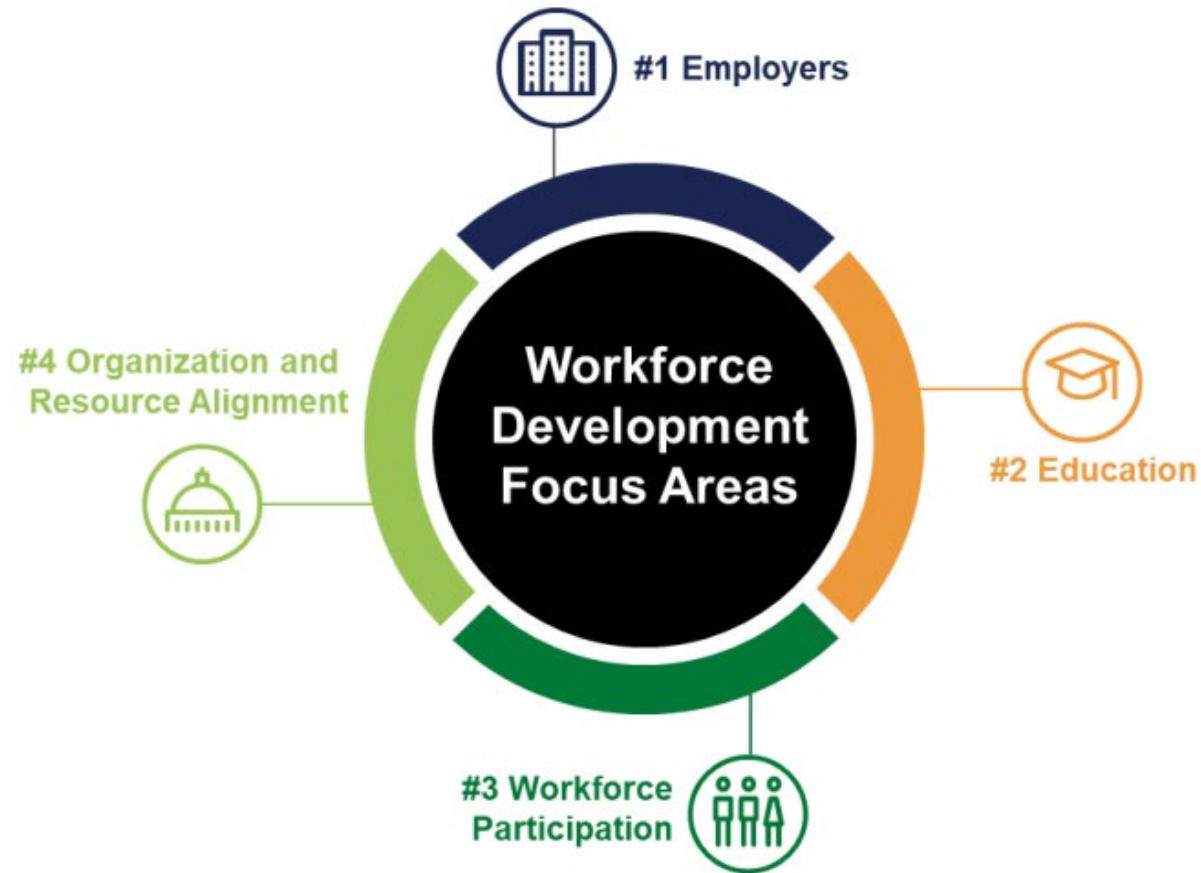 #1 Employers
#4 Organization and
Resource Alignment
Workforce
Development
Focus Areas
#2 Education
#3 Workforce
Participation